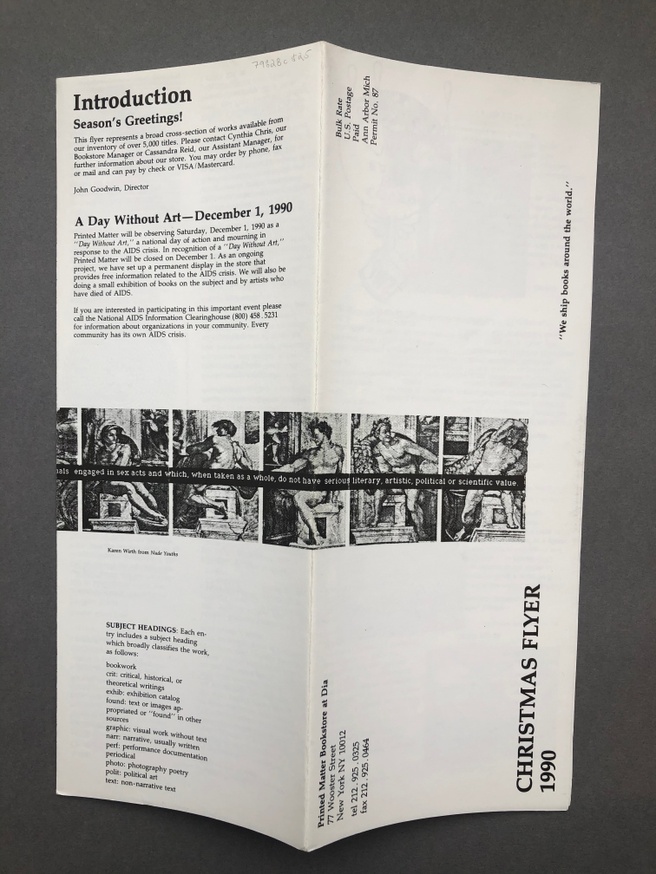 798280 $25
Introduction
Season's Greetings!
This flyer represents a broad cross-section of works available from
our inventory of over 5,000 titles. Please contact Cynthia Chris, our
Bookstore Manager or Cassandra Reid, our Assistant Manager, for
further information about our store. You may order by phone, fax
or mail and can pay by check or VISA/Mastercard.
John Goodwin, Director
A Day Without Art—December 1, 1990
Printed Matter will be observing Saturday, December 1, 1990 as a
"Day Without Art," a national day of action and mourning in
response to the AIDS crisis. In recognition of a "Day Without Art,"
Printed Matter will be closed on December 1. As an ongoing
project, we have set up a permanent display in the store that
provides free information related to the AIDS crisis. We will also be
doing a small exhibition of books on the subject and by artists who
have died of AIDS.
If you are interested in participating in this important event please
call the National AIDS Information Clearinghouse (800) 458.5231
for information about organizations in your community. Every
community has its own AIDS crisis.
als engaged in sex acts and which, when taken as a whole, do not have serious literary, artistic, political or scientific value.
Karen Wirth from Nude Youths
SUBJECT HEADINGS: Each en-
try includes a subject heading
which broadly classifies the work,
as follows:
bookwork
crit: critical, historical, or
theoretical writings
exhib: exhibition catalog
found: text or images ap-
propriated or "found" in other
sources
graphic: visual work without text
narr: narrative, usually written
perf: performance documentation
periodical
photo: photography poetry
polit: political art
text: non-narrative text
Bulk Rate
U.S. Postage
Paid
Ann Arbor Mich
Permit No. 87
"We ship books around the world."
Printed Matter Bookstore at Dia
77 Wooster Street
New York NY 10012
tel 212.925.0325
fax 212.925.0464
CHRISTMAS FLYER
1990